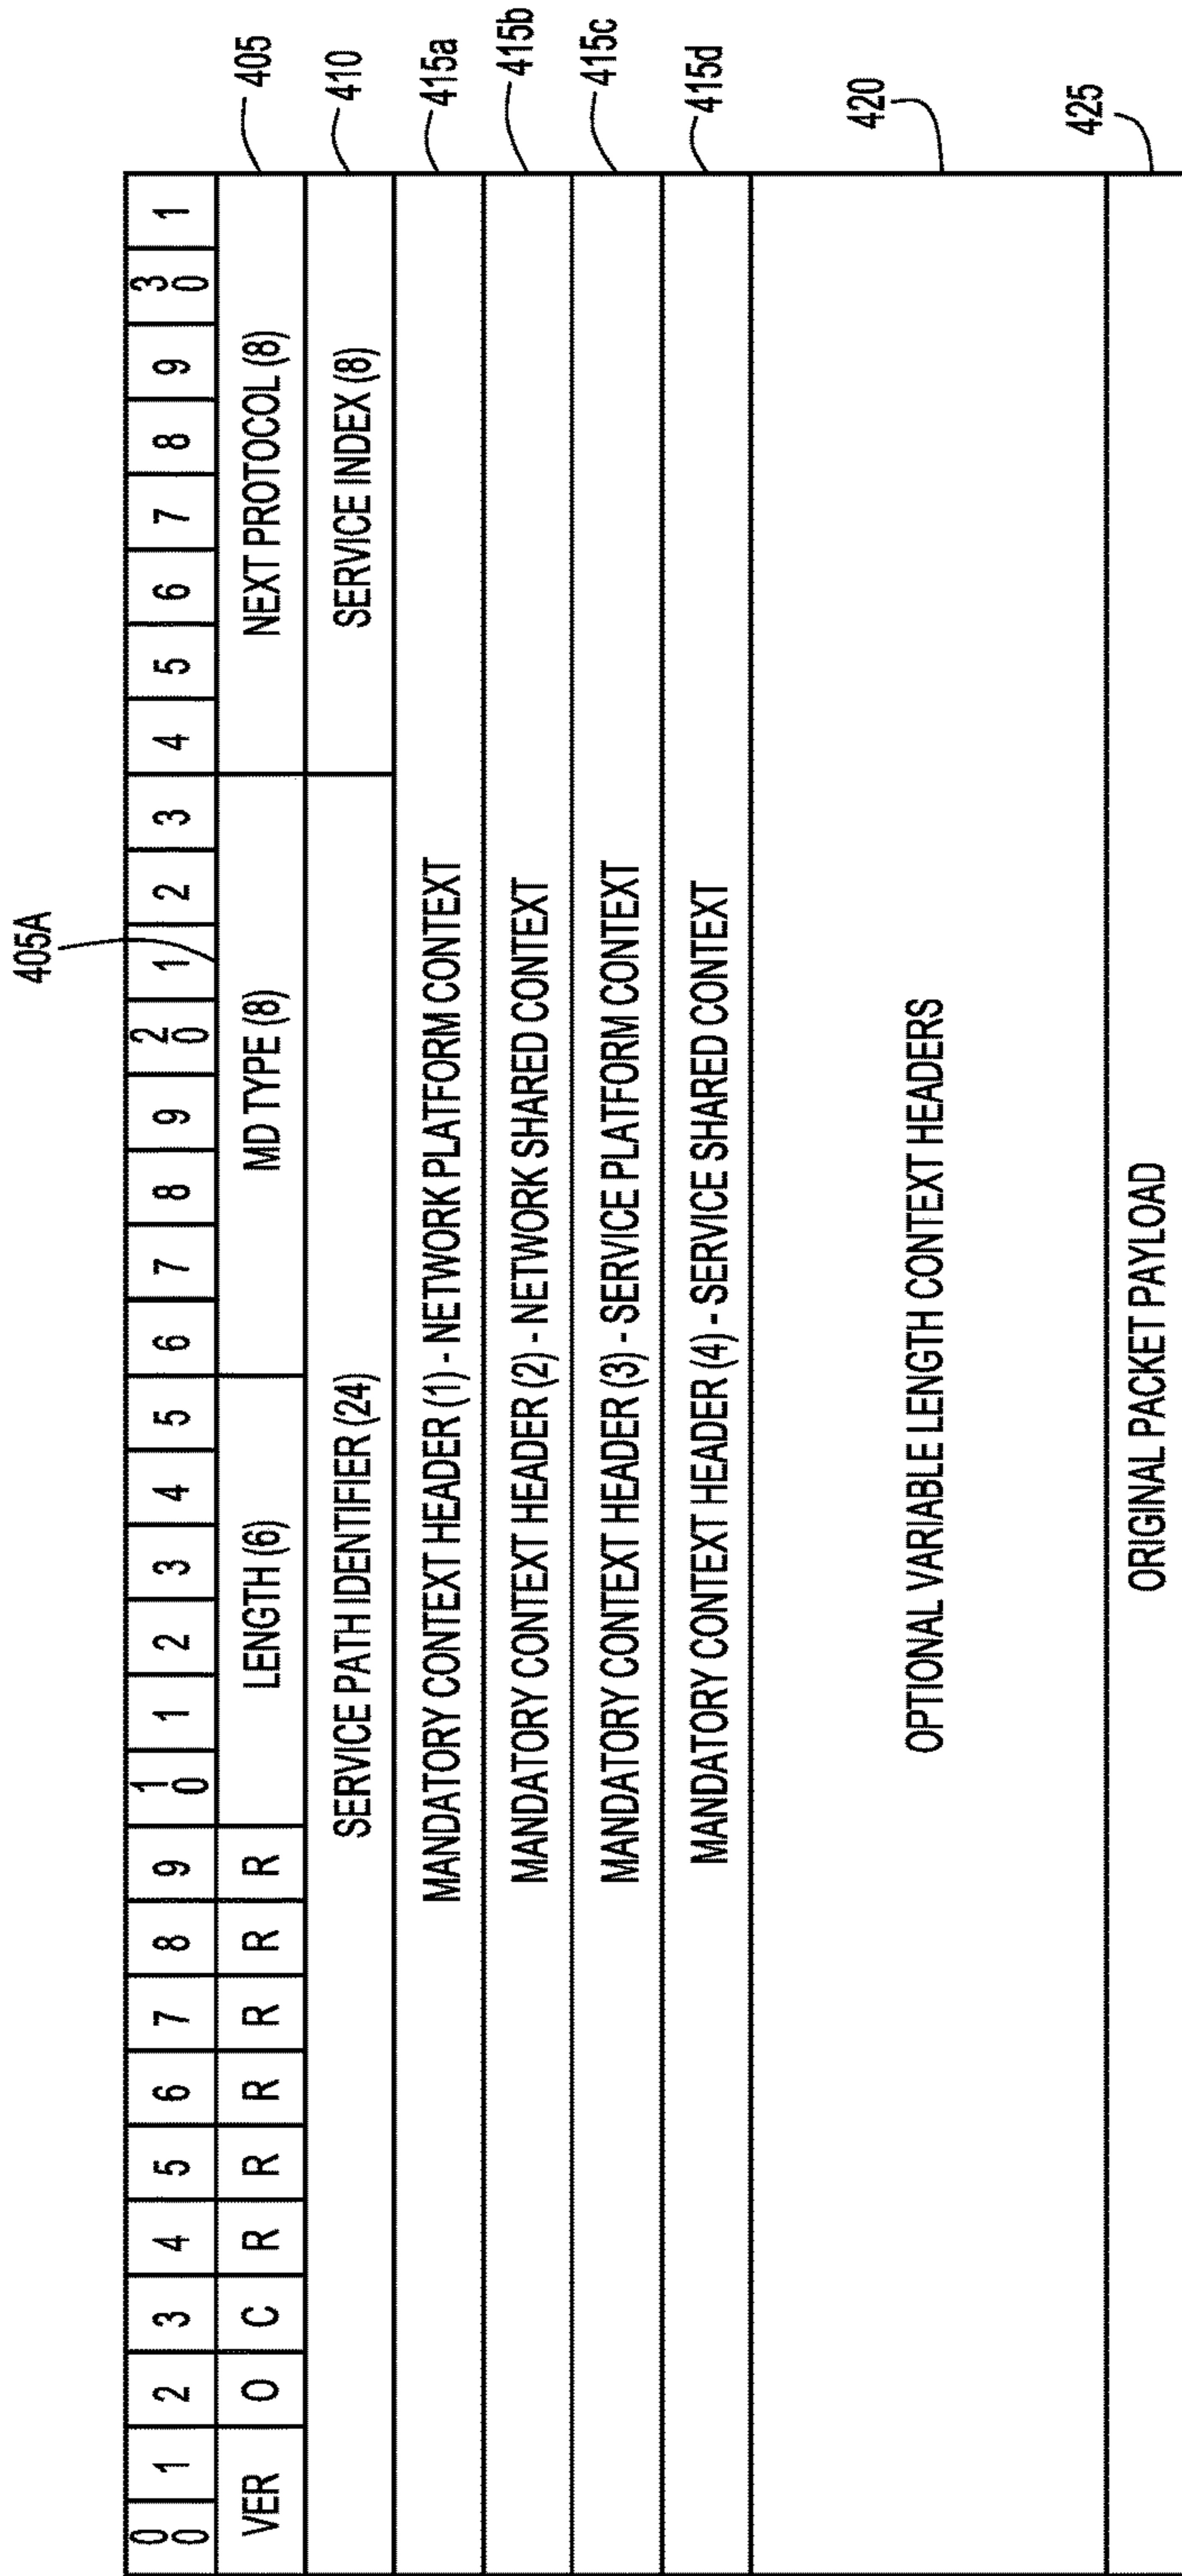 405A
0 0 1 2 3 4 5 6 7 8 9 1 0 1 2 3 4 5 6 7 8 9 2 0 1 2 3 4 5 6 7 8 9 3 0 1
VER O C R R R R R R LENGTH (6) MD TYPE (8) NEXT PROTOCOL (8) 405
SERVICE PATH IDENTIFIER (24) SERVICE INDEX (8) 410
MANDATORY CONTEXT HEADER (1) - NETWORK PLATFORM CONTEXT 415a
MANDATORY CONTEXT HEADER (2) - NETWORK SHARED CONTEXT 415b
MANDATORY CONTEXT HEADER (3) - SERVICE PLATFORM CONTEXT 415c
MANDATORY CONTEXT HEADER (4) - SERVICE SHARED CONTEXT 415d
OPTIONAL VARIABLE LENGTH CONTEXT HEADERS 420
ORIGINAL PACKET PAYLOAD 425